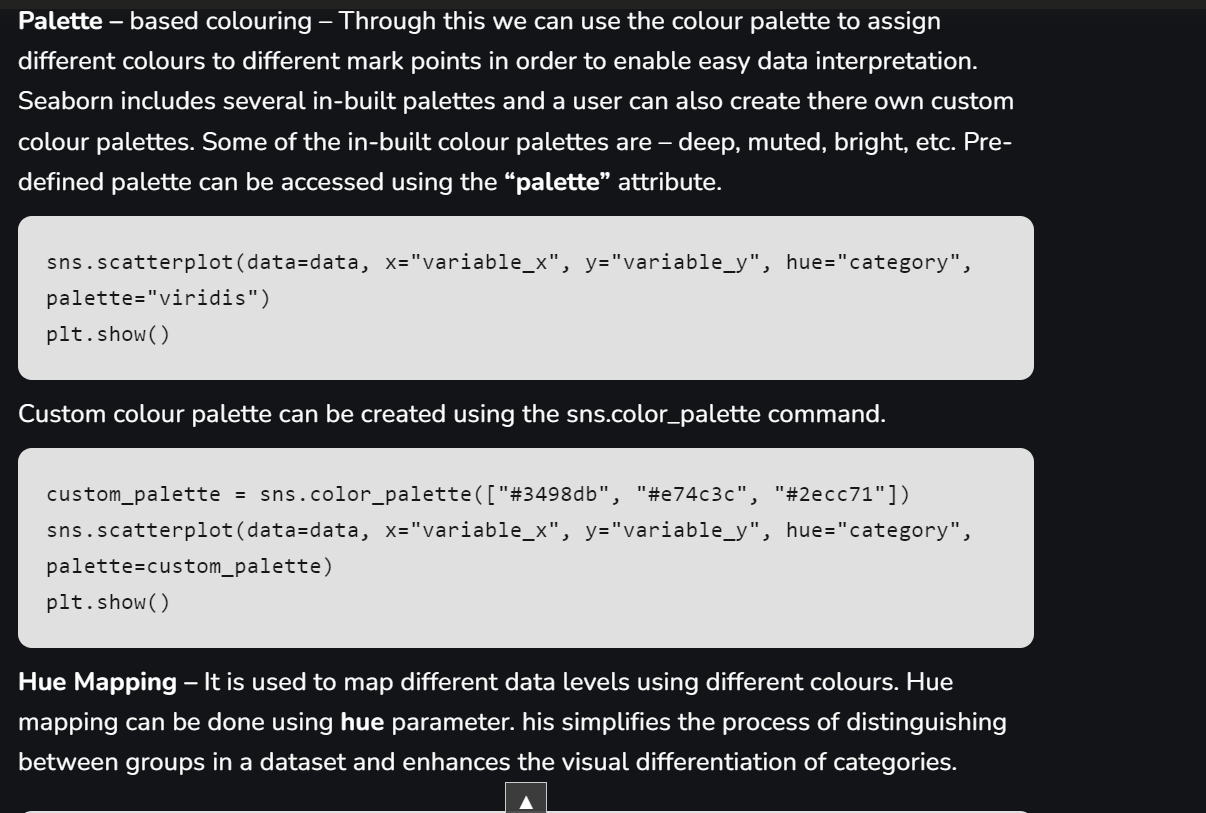 Palette – based colouring – Through this we can use the colour palette to assign
different colours to different mark points in order to enable easy data interpretation.
Seaborn includes several in-built palettes and a user can also create there own custom
colour palettes. Some of the in-built colour palettes are – deep, muted, bright, etc. Pre-
defined palette can be accessed using the “palette” attribute.
sns.scatterplot(data=data, x="variable_x", y="variable_y", hue="category",
palette="viridis")
plt.show()
Custom colour palette can be created using the sns.color_palette command.
custom_palette = sns.color_palette(["#3498db", "#e74c3c", "#2ecc71"])
sns.scatterplot(data=data, x="variable_x", y="variable_y", hue="category",
palette=custom_palette)
plt.show()
Hue Mapping – It is used to map different data levels using different colours. Hue
mapping can be done using hue parameter. his simplifies the process of distinguishing
between groups in a dataset and enhances the visual differentiation of categories.